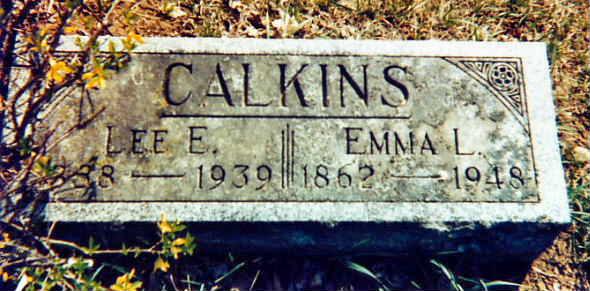 CALKINS
LEE E. EMMA L.
1939 1862 — 1948